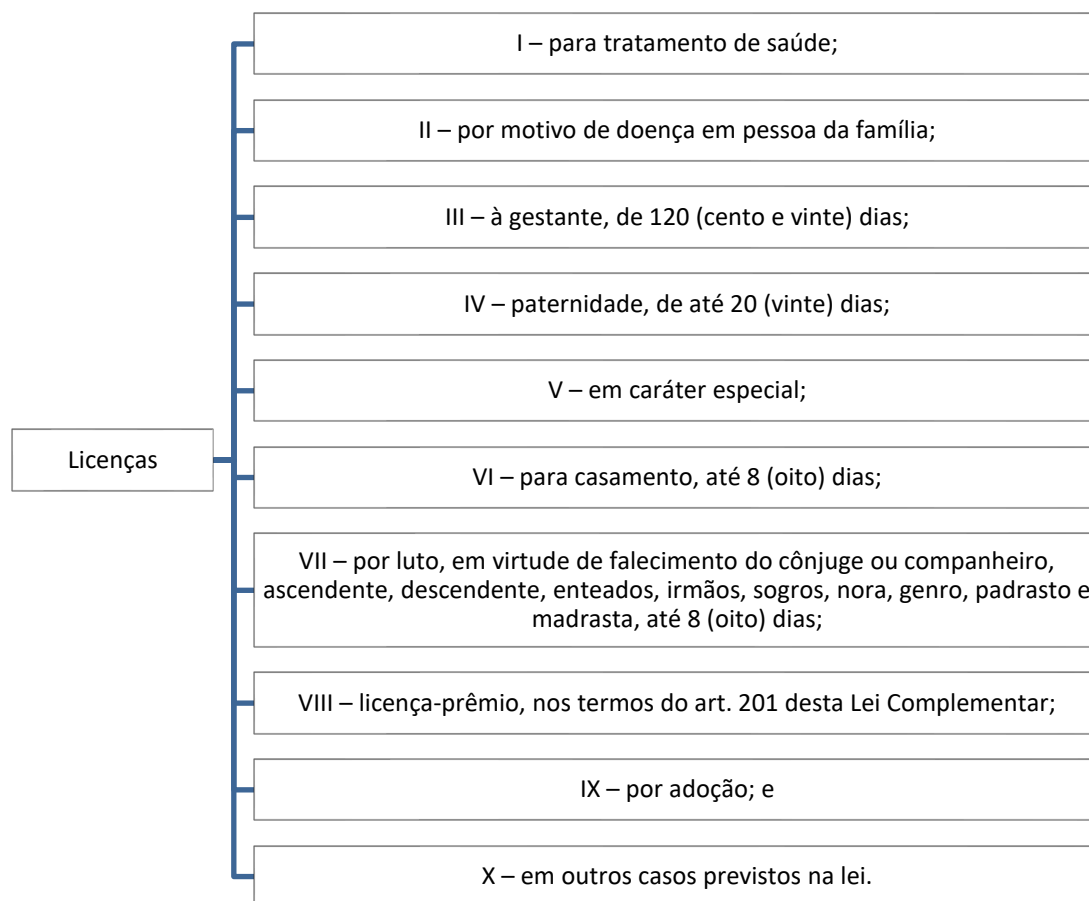 I – para tratamento de saúde;
II – por motivo de doença em pessoa da família;
III – à gestante, de 120 (cento e vinte) dias;
IV – paternidade, de até 20 (vinte) dias;
V – em caráter especial;
Licenças
VI – para casamento, até 8 (oito) dias;
VII – por luto, em virtude de falecimento do cônjuge ou companheiro,
ascendente, descendente, enteados, irmãos, sogros, nora, genro, padrasto e
madrasta, até 8 (oito) dias;
VIII – licença-prêmio, nos termos do art. 201 desta Lei Complementar;
IX – por adoção; e
X – em outros casos previstos na lei.